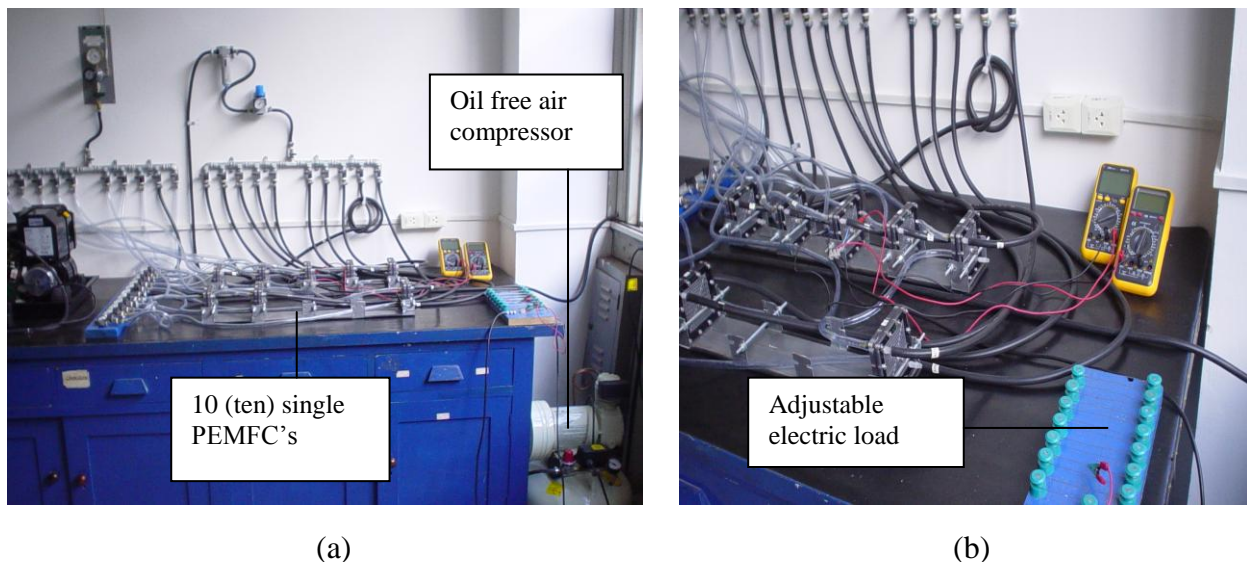 Oil free air
compressor
10 (ten) single
PEMFC's
Adjustable
electric load
(a)
(b)